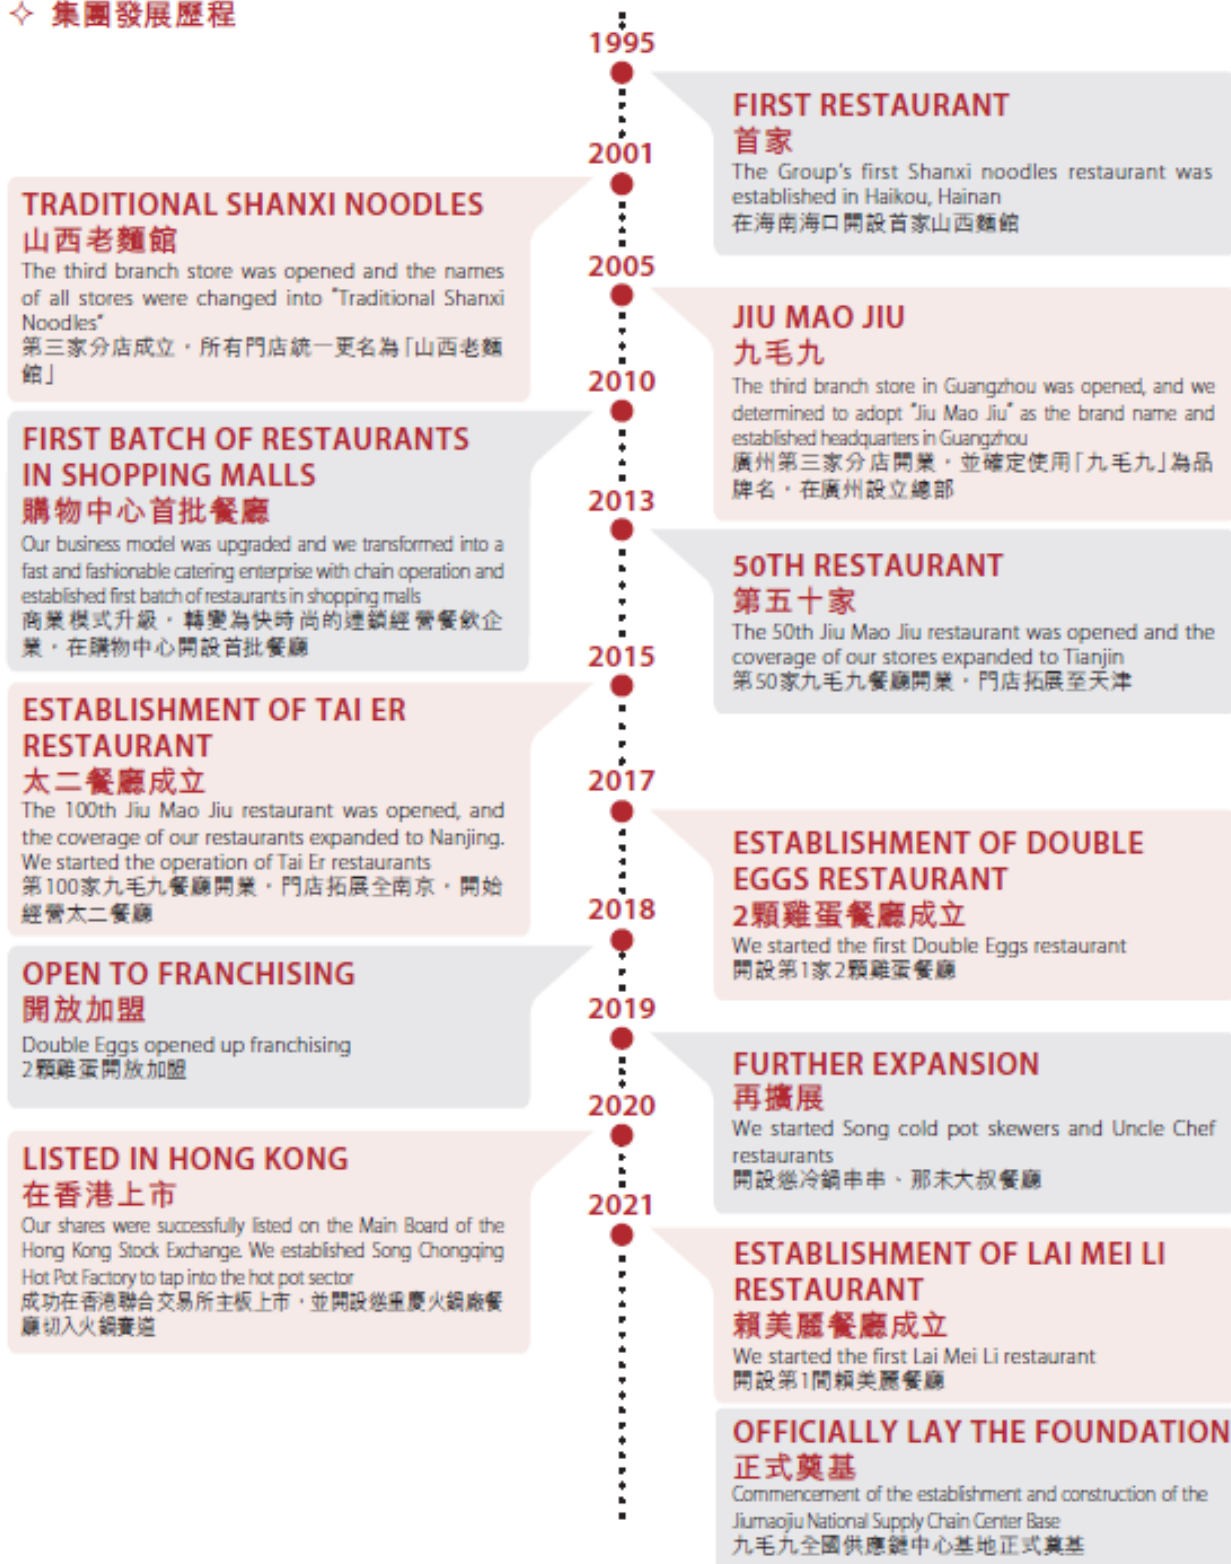 ✧ 集團發展歷程
1995
FIRST RESTAURANT
首家
The Group's first Shanxi noodles restaurant was
established in Haikou, Hainan
在海南海口開設首家山西麵館
2001
TRADITIONAL SHANXI NOODLES
山西老麵館
The third branch store was opened and the names
of all stores were changed into "Traditional Shanxi
Noodles"
第三家分店成立，所有門店統一更名為「山西老麵
館」
2005
JIU MAO JIU
九毛九
The third branch store in Guangzhou was opened, and we
determined to adopt "Jiu Mao Jiu" as the brand name and
established headquarters in Guangzhou
廣州第三家分店開業，並確定使用「九毛九」為品
牌名，在廣州設立總部
2010
FIRST BATCH OF RESTAURANTS
IN SHOPPING MALLS
購物中心首批餐廳
Our business model was upgraded and we transformed into a
fast and fashionable catering enterprise with chain operation and
established first batch of restaurants in shopping malls
商業模式升級，轉變為快時尚的連鎖經營餐飲企
業，在購物中心開設首批餐廳
2013
50TH RESTAURANT
第五十家
The 50th Jiu Mao Jiu restaurant was opened and the
coverage of our stores expanded to Tianjin
第50家九毛九餐廳開業，門店拓展至天津
2015
ESTABLISHMENT OF TAI ER
RESTAURANT
太二餐廳成立
The 100th Jiu Mao Jiu restaurant was opened, and
the coverage of our restaurants expanded to Nanjing.
We started the operation of Tai Er restaurants
第100家九毛九餐廳開業，門店拓展全南京，開始
經營太二餐廳
2017
ESTABLISHMENT OF DOUBLE
EGGS RESTAURANT
2顆雞蛋餐廳成立
We started the first Double Eggs restaurant
開設第1家2顆雞蛋餐廳
2018
OPEN TO FRANCHISING
開放加盟
Double Eggs opened up franchising
2顆雞蛋開放加盟
2019
FURTHER EXPANSION
再擴展
We started Song cold pot skewers and Uncle Chef
restaurants
開設慫冷鍋串串、那未大叔餐廳
2020
LISTED IN HONG KONG
在香港上市
Our shares were successfully listed on the Main Board of the
Hong Kong Stock Exchange. We established Song Chongqing
Hot Pot Factory to tap into the hot pot sector
成功在香港聯合交易所主板上市，並開設慫重慶火鍋廠餐
廳切入火鍋賽道
2021
ESTABLISHMENT OF LAI MEI LI
RESTAURANT
賴美麗餐廳成立
We started the first Lai Mei Li restaurant
開設第1間賴美麗餐廳
OFFICIALLY LAY THE FOUNDATION
正式奠基
Commencement of the establishment and construction of the
Jiumaojiu National Supply Chain Center Base
九毛九全國供應鏈中心基地正式奠基